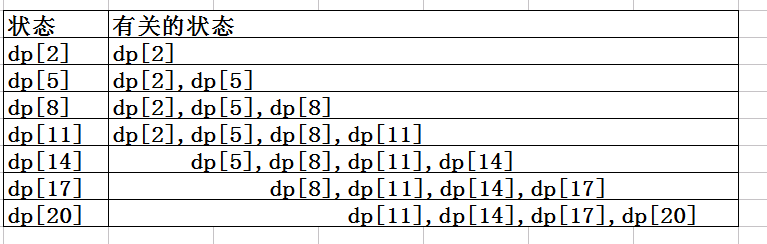 状态 有关的状态
dp[2] dp[2]
dp[5] dp[2],dp[5]
dp[8] dp[2],dp[5],dp[8]
dp[11] dp[2],dp[5],dp[8],dp[11]
dp[14] dp[5],dp[8],dp[11],dp[14]
dp[17] dp[8],dp[11],dp[14],dp[17]
dp[20] dp[11],dp[14],dp[17],dp[20]